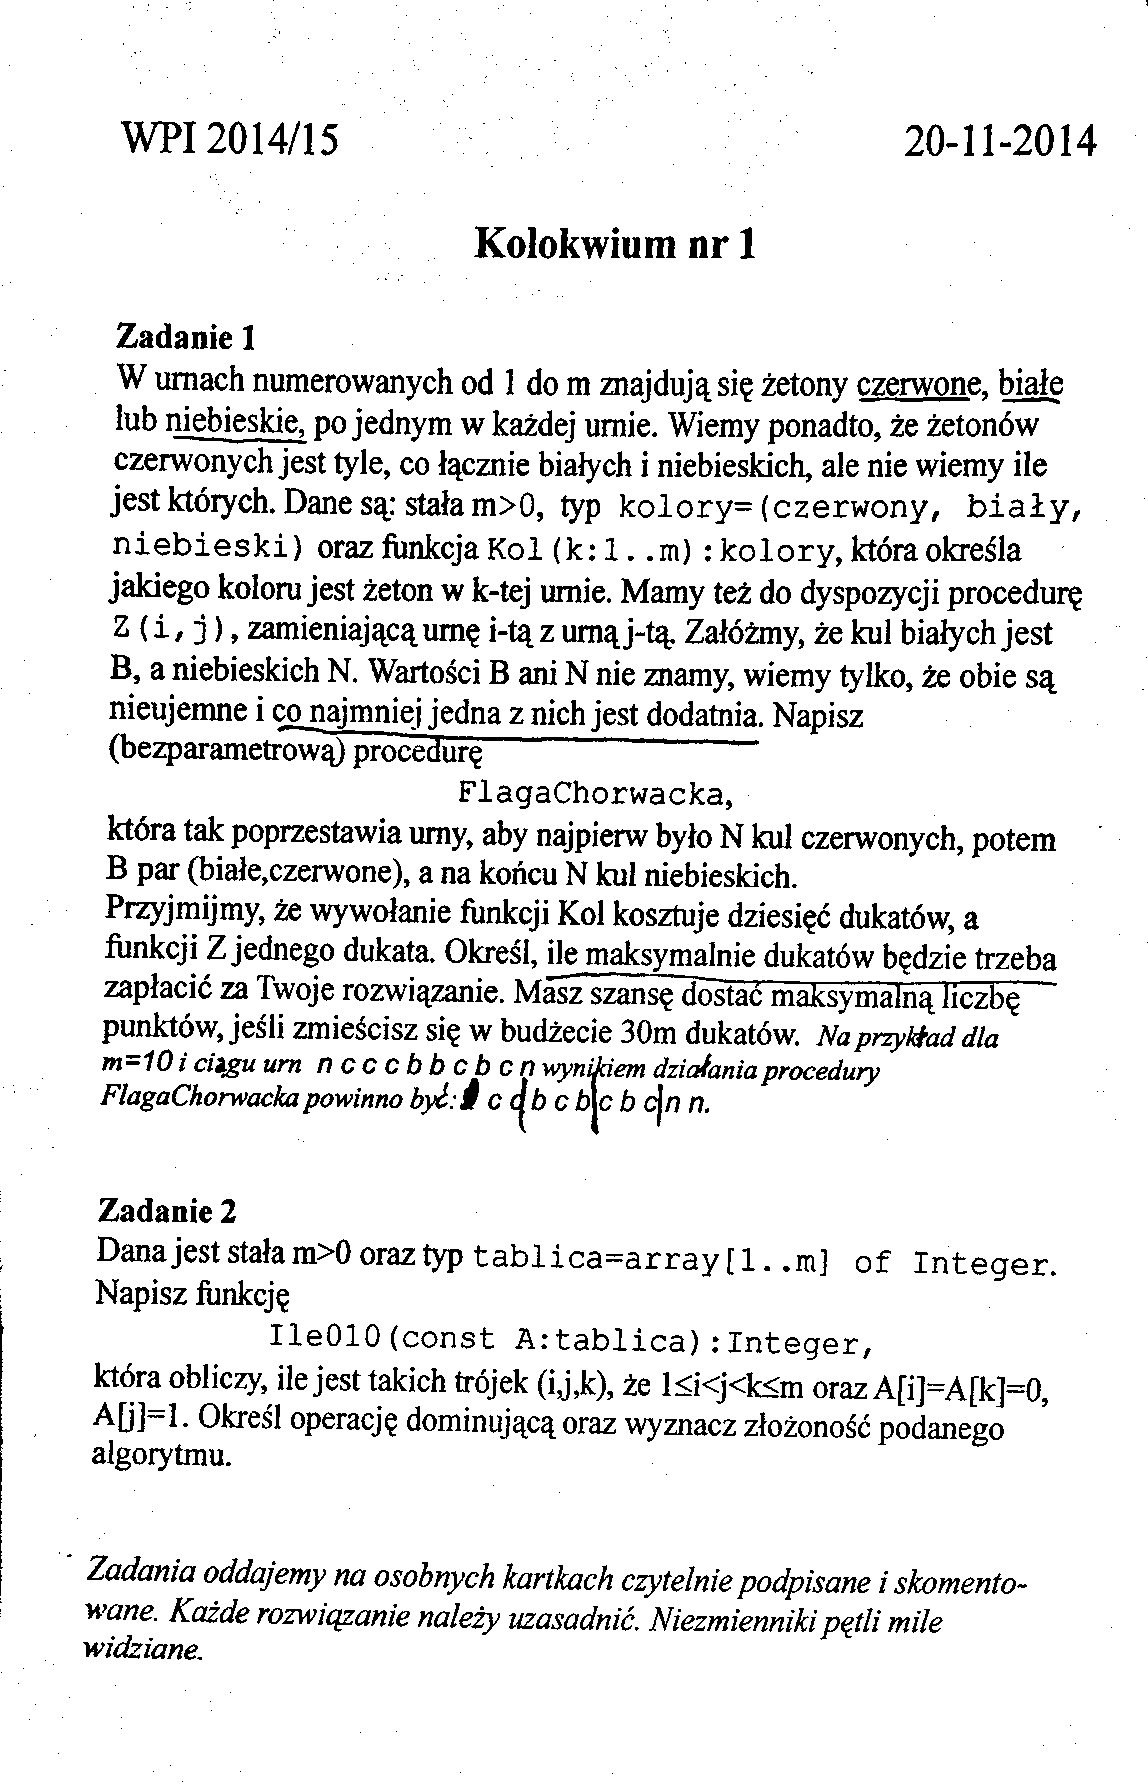 WPI 2014/15 20-11-2014
Kolokwium nr 1
Zadanie 1
W urnach numerowanych od 1 do m znajdują się żetony czerwone, białe
lub niebieskie, po jednym w każdej urnie. Wiemy ponadto, że żetonów
czerwonych jest tyle, co łącznie białych i niebieskich, ale nie wiemy ile
jest których. Dane są: stała m>0, typ kolory=(czerwony, biały,
niebieski) oraz funkcja Kol(k:1..m):kolory, która określa
jakiego koloru jest żeton w k-tej urnie. Mamy też do dyspozycji procedurę
Z(i,j), zamieniającą urnę i-tą z urną j-tą. Załóżmy, że kul białych jest
B, a niebieskich N. Wartości B ani N nie znamy, wiemy tylko, że obie są
nieujemne i co najmniej jedna z nich jest dodatnia. Napisz
(bezparametrową) procedurę
FlagaChorwacka,
która tak poprzestawia urny, aby najpierw było N kul czerwonych, potem
B par (białe,czerwone), a na końcu N kul niebieskich.
Przyjmijmy, że wywołanie funkcji Kol kosztuje dziesięć dukatów, a
funkcji Z jednego dukata. Określ, ile maksymalnie dukatów będzie trzeba
zapłacić za Twoje rozwiązanie. Masz szansę dostać maksymalną liczbę
punktów, jeśli zmieścisz się w budżecie 30m dukatów. Na przykład dla
m=10 i ciągu urn n c c c b b c b c n wynikiem działania procedury
FlagaChorwacka powinno być: c c b c b c b c n n.
Zadanie 2
Dana jest stała m>0 oraz typ tablica=array[1..m] of Integer.
Napisz funkcję
Ile010(const A:tablica):Integer,
która obliczy, ile jest takich trójek (i,j,k), że 1≤i<j<k≤m oraz A[i]=A[k]=0,
A[j]=1. Określ operację dominującą oraz wyznacz złożoność podanego
algorytmu.
Zadania oddajemy na osobnych kartkach czytelnie podpisane i skomento-
wane. Każde rozwiązanie należy uzasadnić. Niezmienniki pętli mile
widziane.